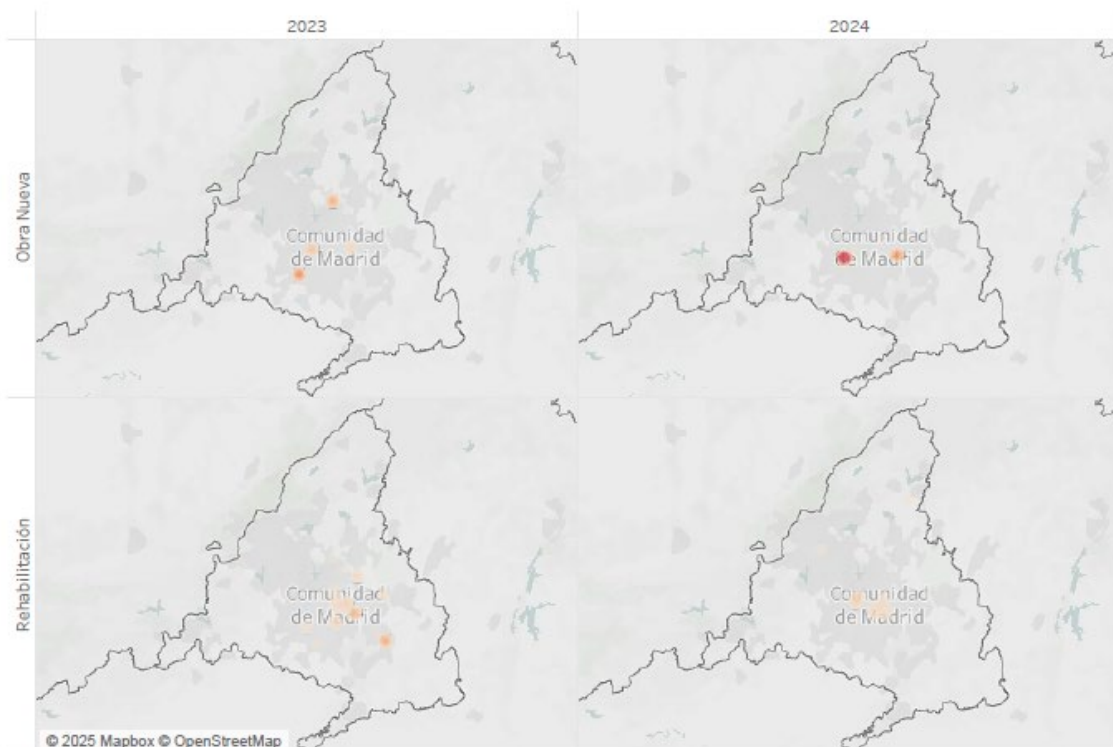 2023
2024
Obra Nueva
Comunidad
de Madrid
Comunidad
de Madrid
Rehabilitación
Comunidad
de Madrid
Comunidad
de Madrid
© 2025 Mapbox © OpenStreetMap